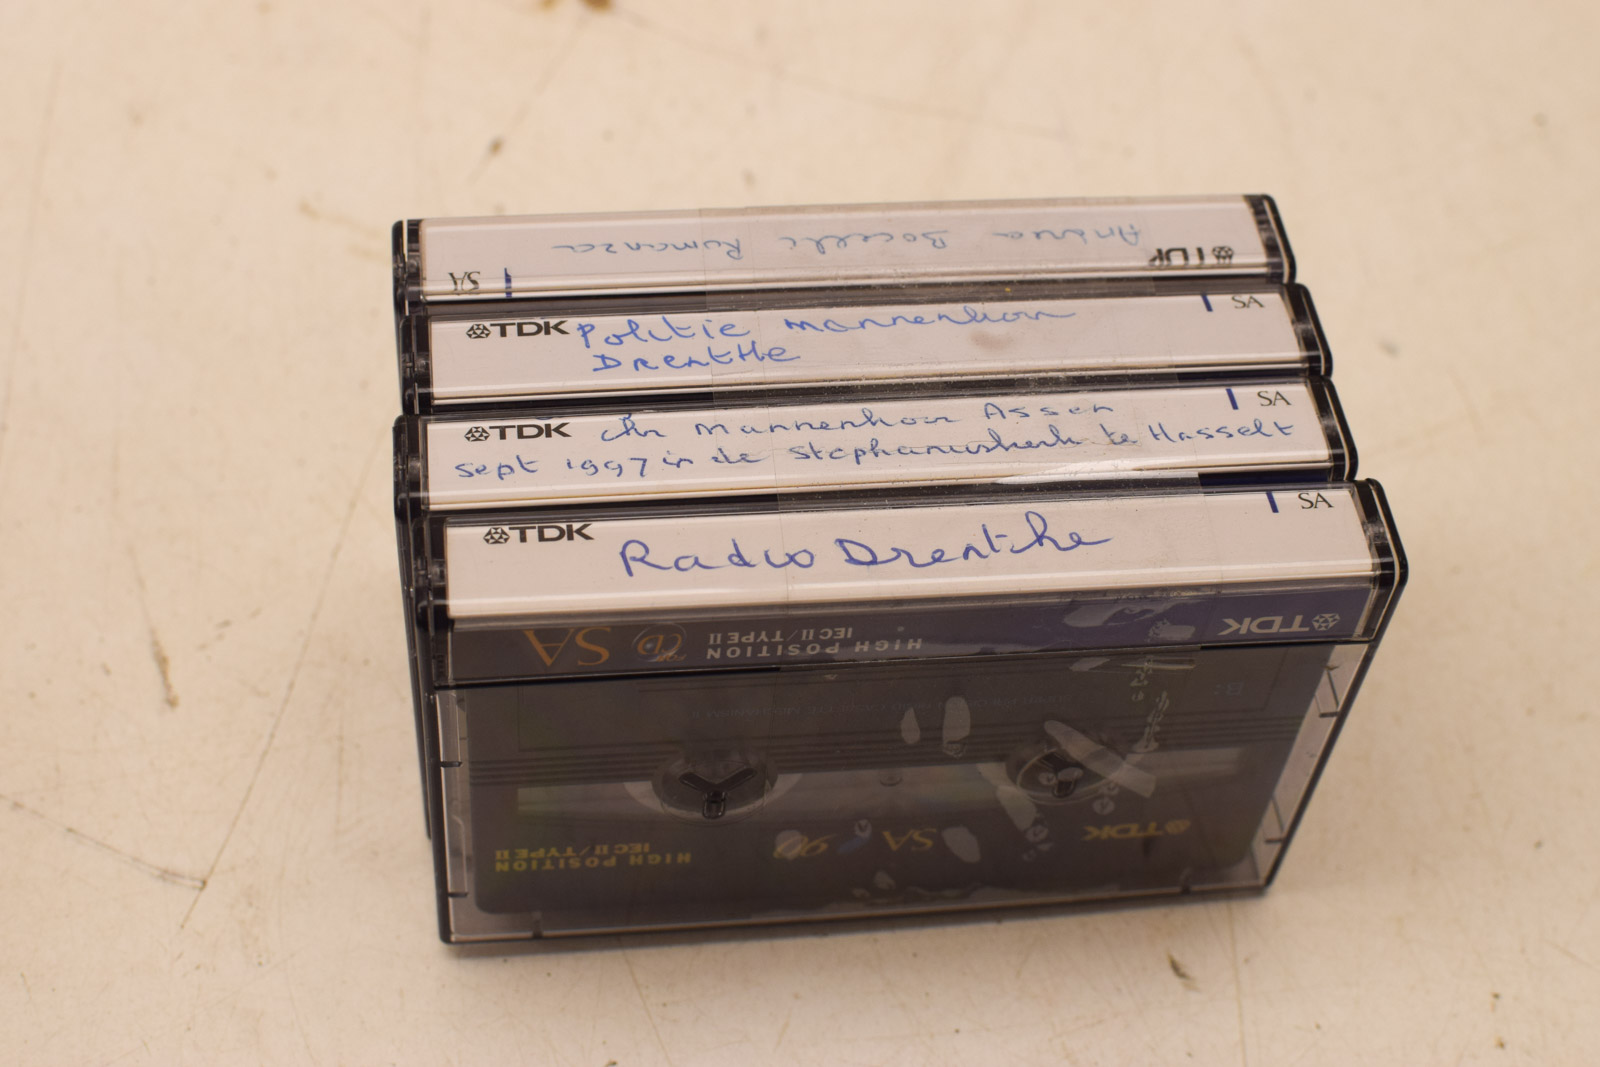 Andrea Bocelli Romanza
TDK
SA
TDK Politie mannenkoor SA
Drenthe
TDK Chr Mannenkoor Assen SA
sept 1997 in de Stephanuskerk te Hasselt
TDK SA
Radio Drenthe
TDK
HIGH POSITION
IEC II / TYPE II
SA
TDK SA 90
HIGH POSITION
IEC II / TYPE II